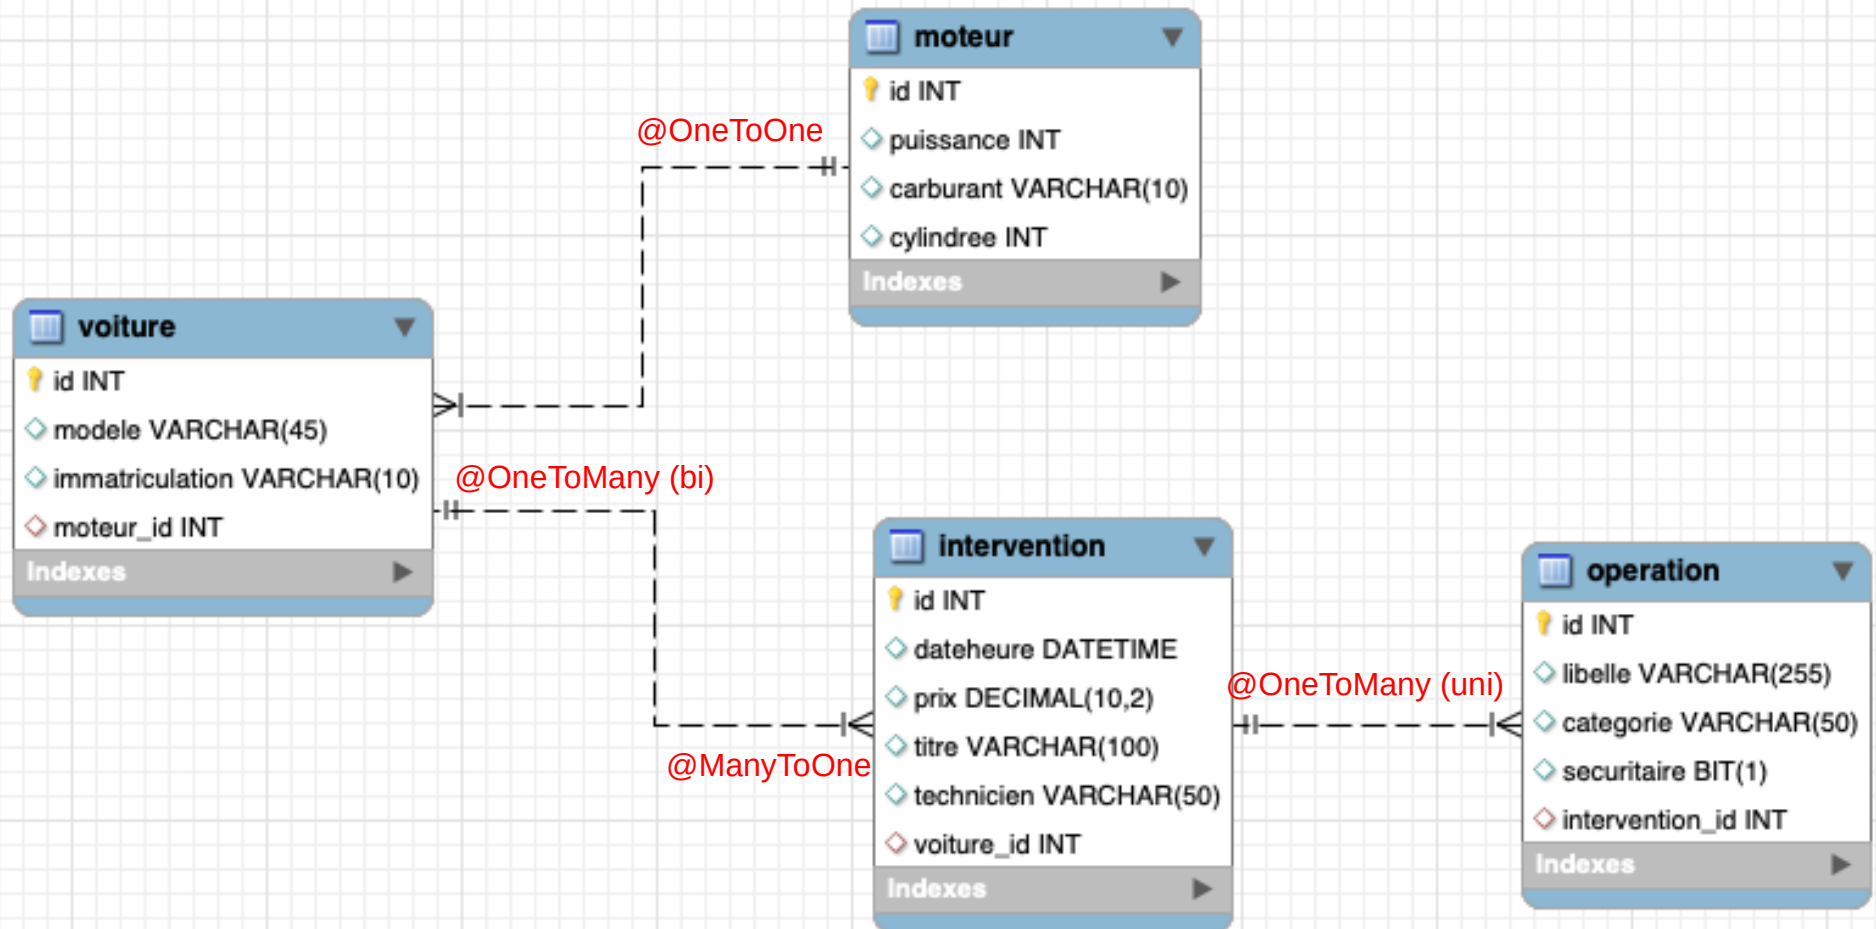 moteur
id INT
puissance INT
carburant VARCHAR(10)
cylindree INT
Indexes
@OneToOne
voiture
id INT
modele VARCHAR(45)
immatriculation VARCHAR(10)
moteur_id INT
Indexes
@OneToMany (bi)
@ManyToOne
intervention
id INT
dateheure DATETIME
prix DECIMAL(10,2)
titre VARCHAR(100)
technicien VARCHAR(50)
voiture_id INT
Indexes
@OneToMany (uni)
operation
id INT
libelle VARCHAR(255)
categorie VARCHAR(50)
securitaire BIT(1)
intervention_id INT
Indexes